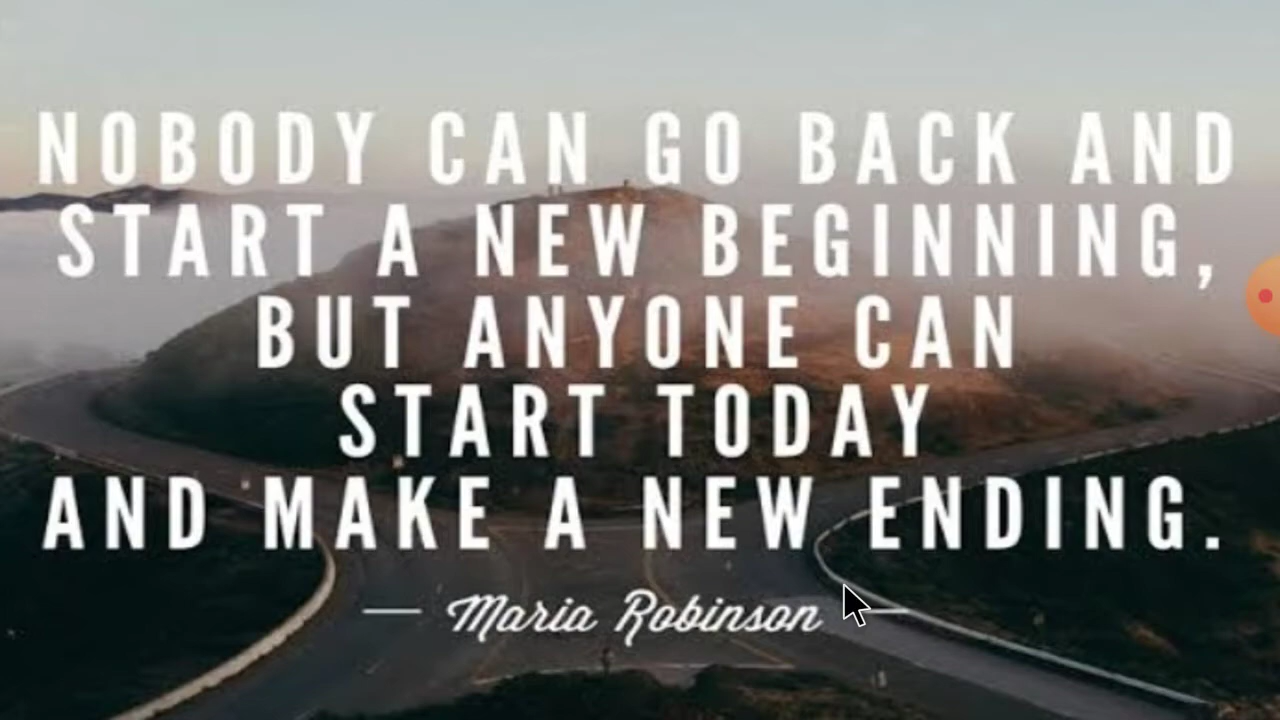 NOBODY CAN GO BACK AND
START A NEW BEGINNING,
BUT ANYONE CAN
START TODAY
AND MAKE A NEW ENDING.
— Maria Robinson —